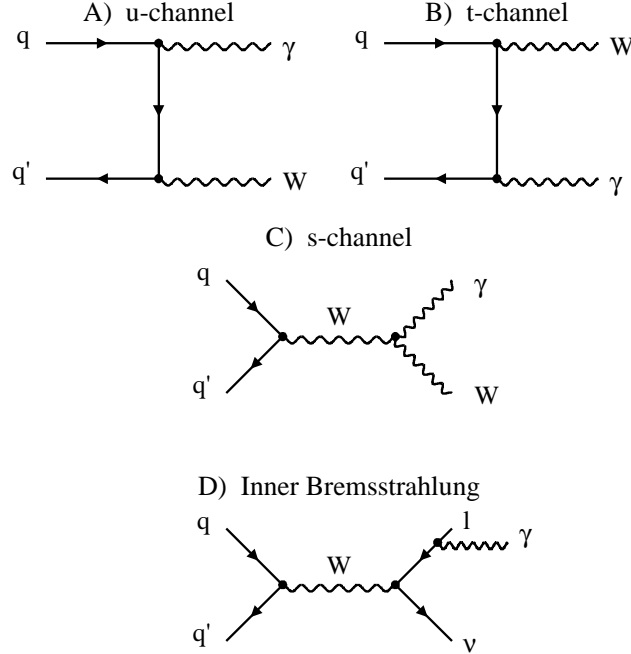 A) u-channel
B) t-channel
q γ
q W
q' W
q' γ
C) s-channel
q γ
W
q' W
D) Inner Bremsstrahlung
q l
γ
W
q' ν